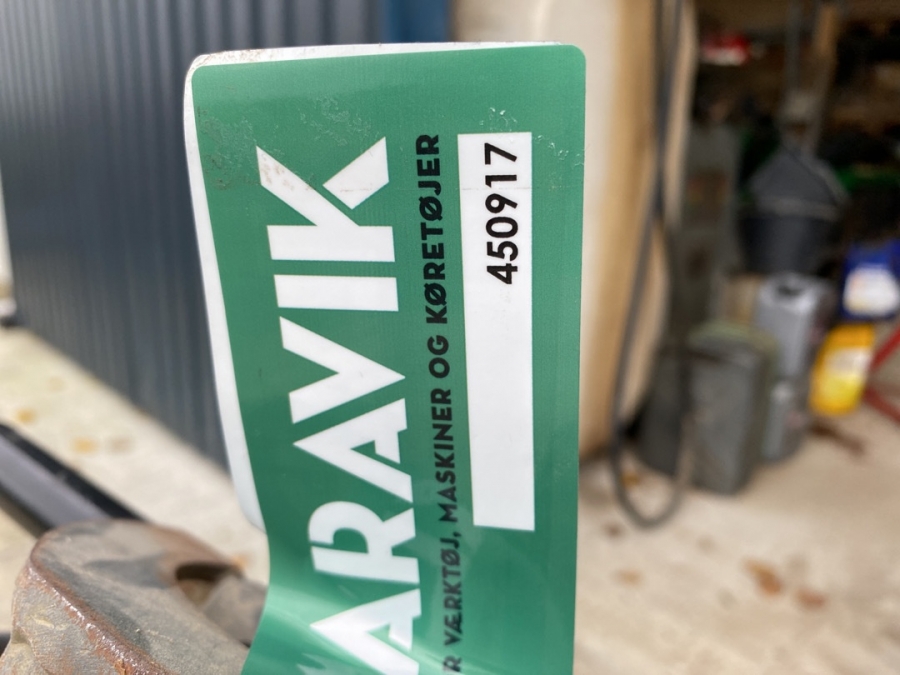 ARAVIK
VÆRKTØJ, MASKINER OG KØRETØJER
450917